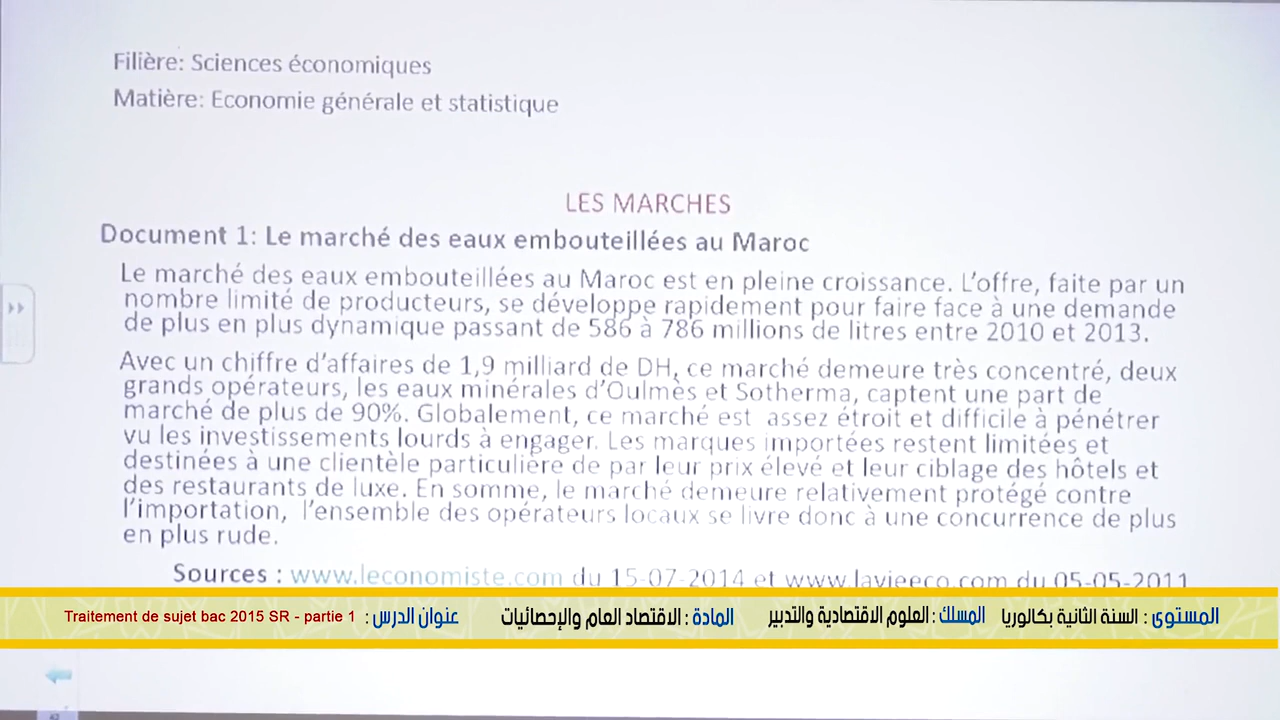 Filière: Sciences économiques
Matière: Economie générale et statistique
LES MARCHES
Document 1: Le marché des eaux embouteillées au Maroc
Le marché des eaux embouteillées au Maroc est en pleine croissance. L'offre, faite par un
nombre limité de producteurs, se développe rapidement pour faire face à une demande
de plus en plus dynamique passant de 586 à 786 millions de litres entre 2010 et 2013.
Avec un chiffre d'affaires de 1,9 milliard de DH, ce marché demeure très concentré, deux
grands opérateurs, les eaux minérales d'Oulmès et Sotherma, captent une part de
marché de plus de 90%. Globalement, ce marché est assez étroit et difficile à pénétrer
vu les investissements lourds à engager. Les marques importées restent limitées et
destinées à une clientèle particulière de par leur prix élevé et leur ciblage des hôtels et
des restaurants de luxe. En somme, le marché demeure relativement protégé contre
l'importation, l'ensemble des opérateurs locaux se livre donc à une concurrence de plus
en plus rude.
Sources : www.leconomiste.com du 15-07-2014 et www.lavieeco.com du 05-05-2011
المستوى : السنة الثانية بكالوريا المسلك : العلوم الاقتصادية والتدبير المادة : الاقتصاد العام والإحصائيات عنوان الدرس : Traitement de sujet bac 2015 SR - partie 1